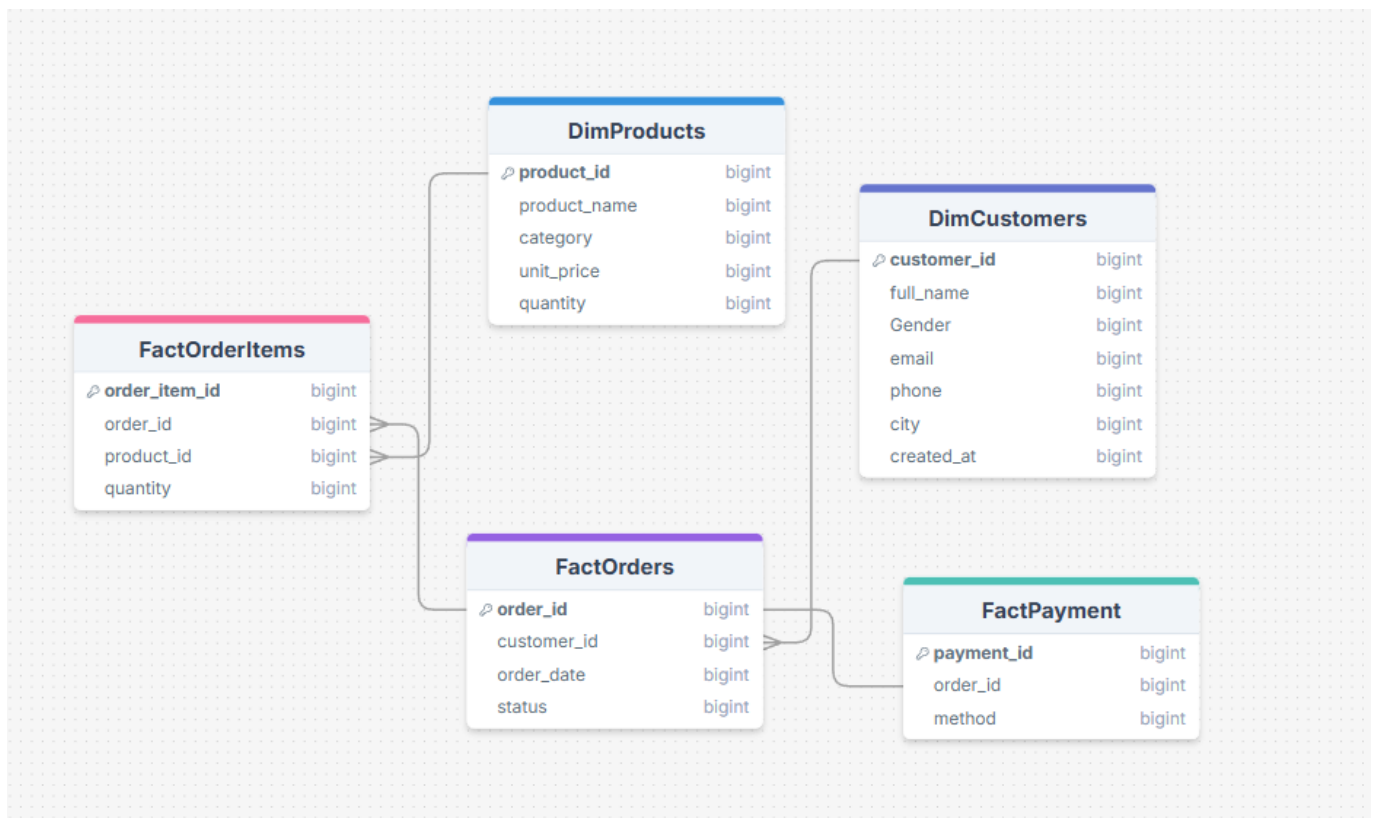 DimProducts
product_id bigint
product_name bigint
category bigint
unit_price bigint
quantity bigint
DimCustomers
customer_id bigint
full_name bigint
Gender bigint
email bigint
phone bigint
city bigint
created_at bigint
FactOrderItems
order_item_id bigint
order_id bigint
product_id bigint
quantity bigint
FactOrders
order_id bigint
customer_id bigint
order_date bigint
status bigint
FactPayment
payment_id bigint
order_id bigint
method bigint